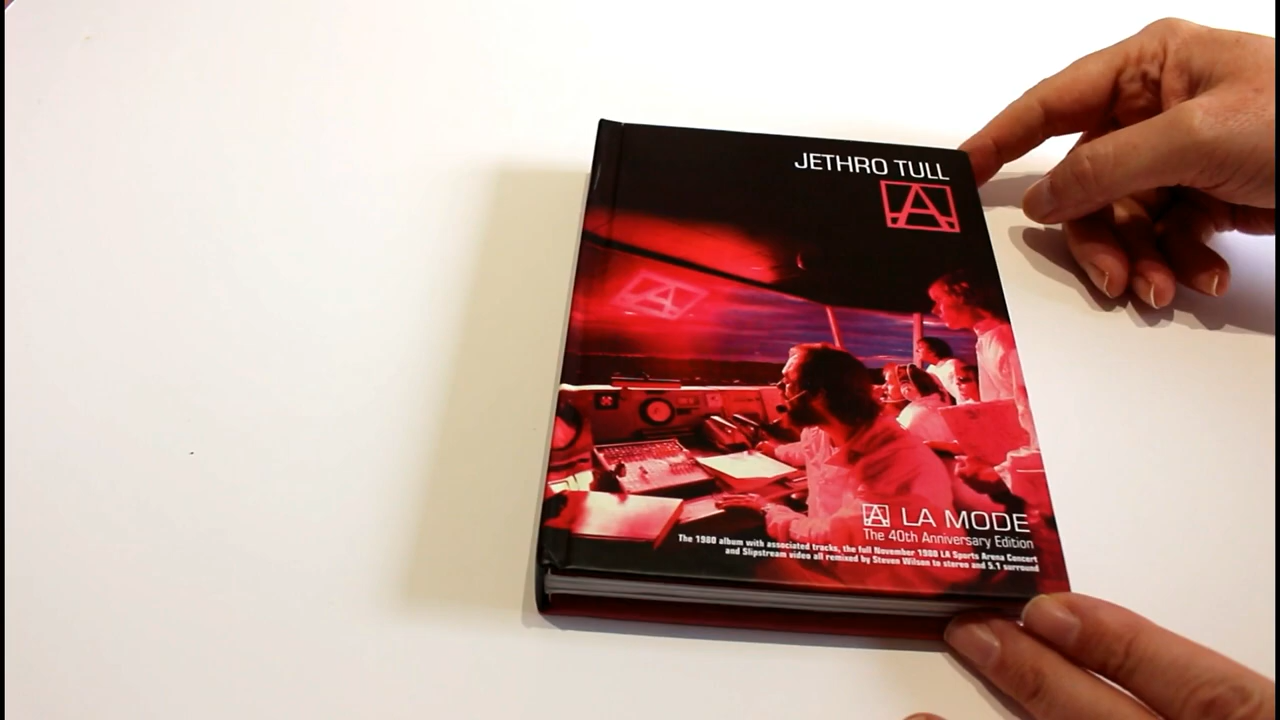 JETHRO TULL
A
A
A LA MODE
The 40th Anniversary Edition
The 1980 album with associated tracks, the full November 1980 LA Sports Arena Concert
and Slipstream video all remixed by Steven Wilson to stereo and 5.1 surround